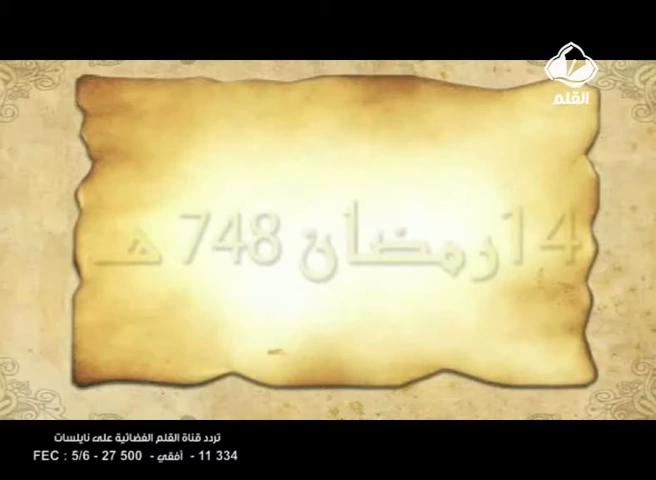 القلم
14 رمضان 748 هـ
تردد قناة القلم الفضائية على نايلسات
11 334 - أفقي - 27 500 - FEC : 5/6